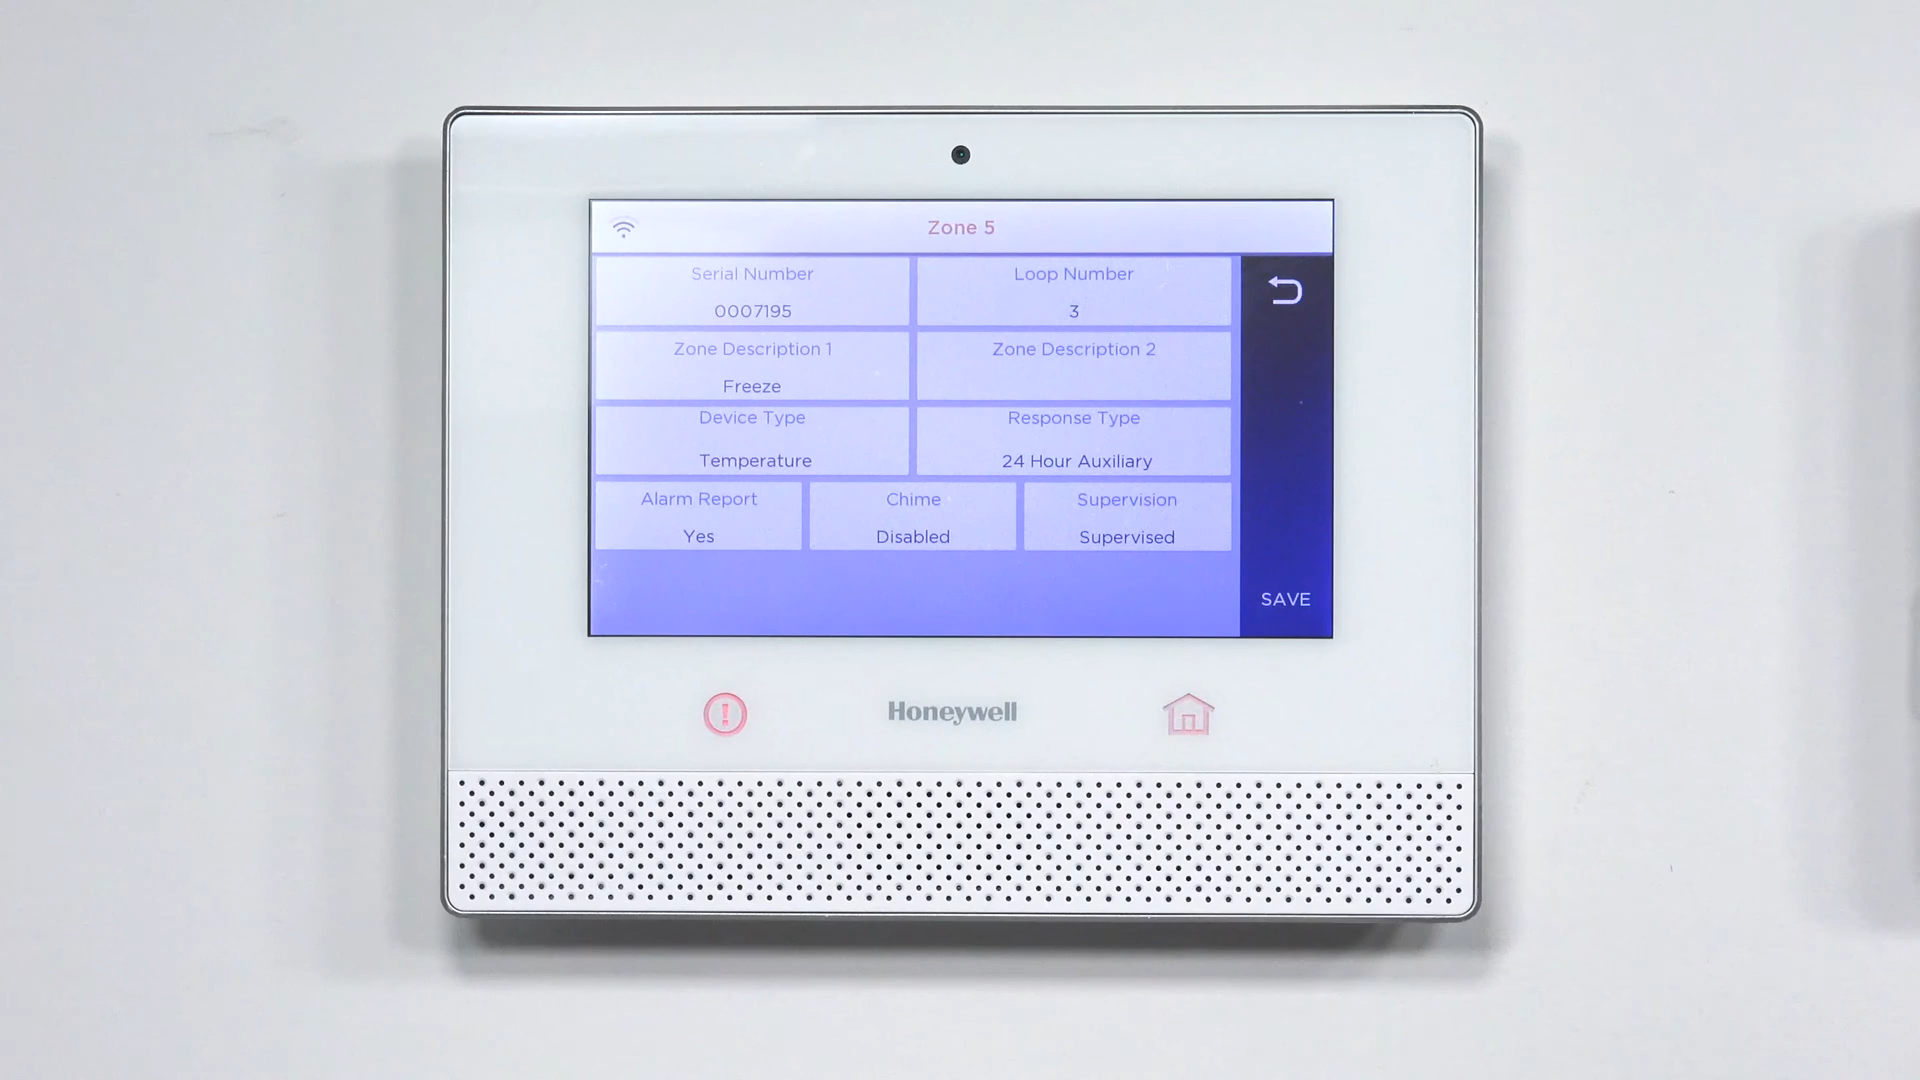 Zone 5
Serial Number
0007195
Loop Number
3
Zone Description 1
Freeze
Zone Description 2
Device Type
Temperature
Response Type
24 Hour Auxiliary
Alarm Report
Yes
Chime
Disabled
Supervision
Supervised
SAVE
Honeywell